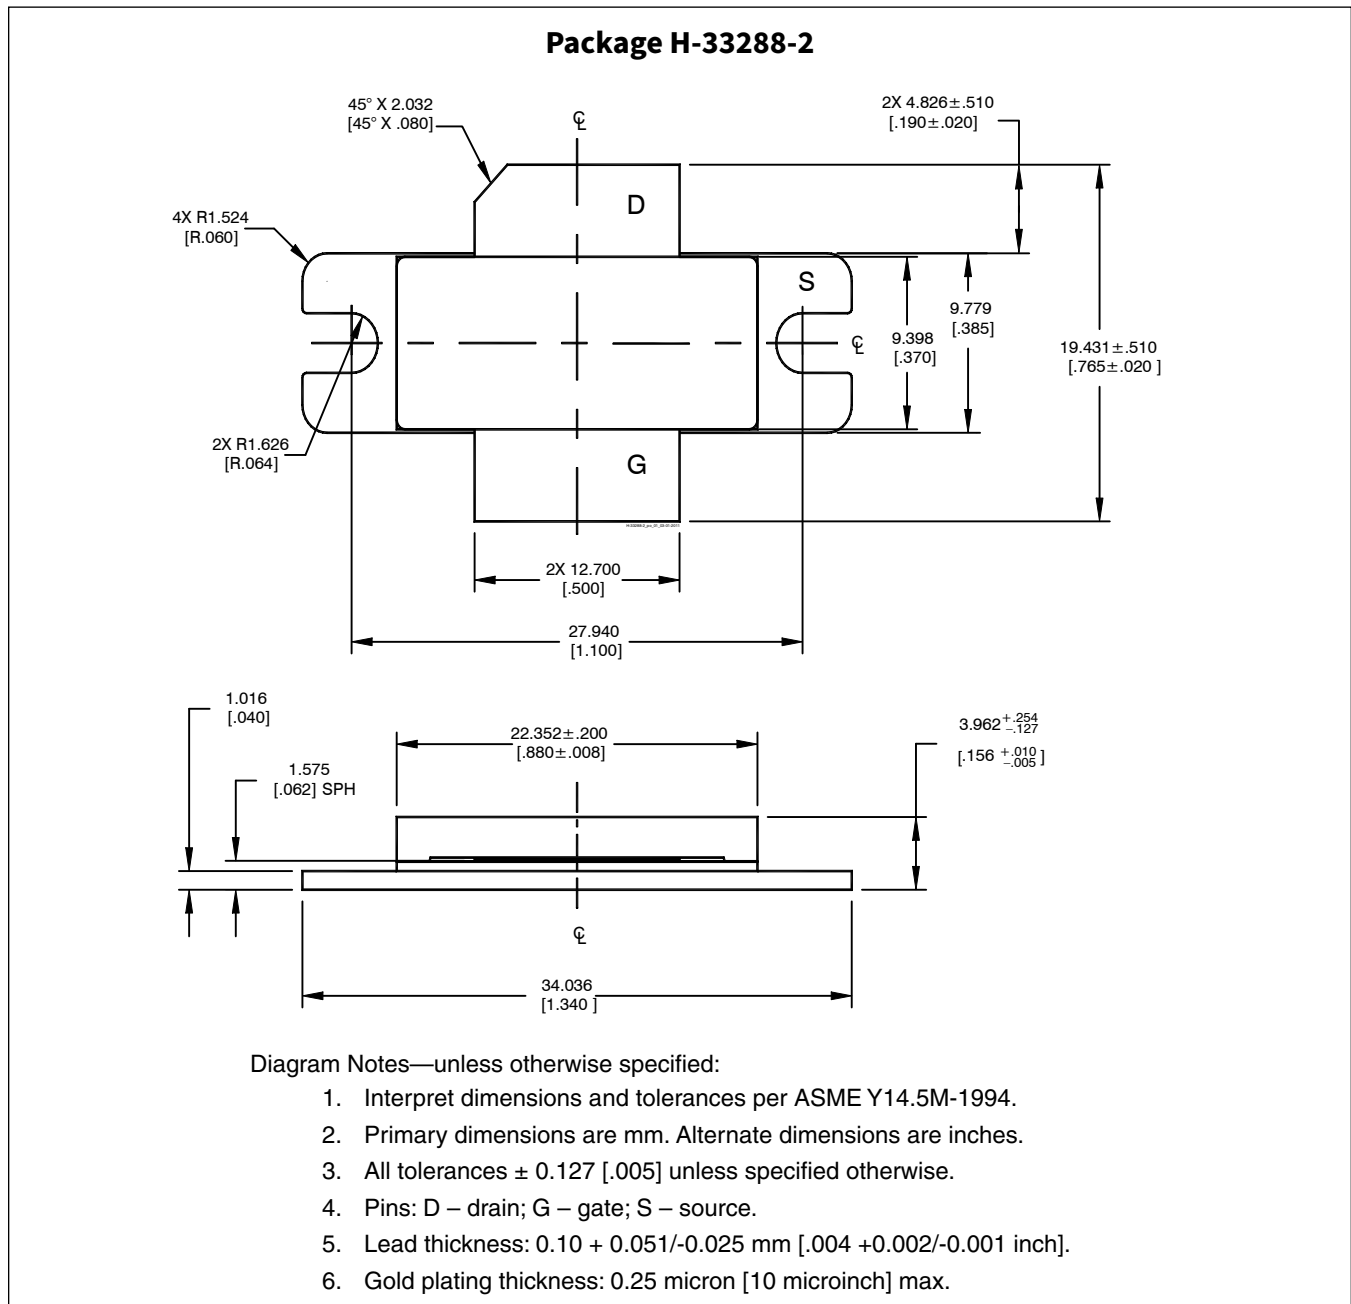 Package H-33288-2
45° X 2.032
[45° X .080]
℄
2X 4.826±.510
[.190±.020]
D
4X R1.524
[R.060]
S
9.779
[.385]
9.398
[.370]
℄
19.431±.510
[.765±.020 ]
2X R1.626
[R.064]
G
2X 12.700
[.500]
27.940
[1.100]
1.016
[.040]
22.352±.200
[.880±.008]
3.962 +.254 –.127
[.156 +.010 –.005 ]
1.575
[.062] SPH
℄
34.036
[1.340 ]
Diagram Notes—unless otherwise specified:
1. Interpret dimensions and tolerances per ASME Y14.5M-1994.
2. Primary dimensions are mm. Alternate dimensions are inches.
3. All tolerances ± 0.127 [.005] unless specified otherwise.
4. Pins: D – drain; G – gate; S – source.
5. Lead thickness: 0.10 + 0.051/-0.025 mm [.004 +0.002/-0.001 inch].
6. Gold plating thickness: 0.25 micron [10 microinch] max.